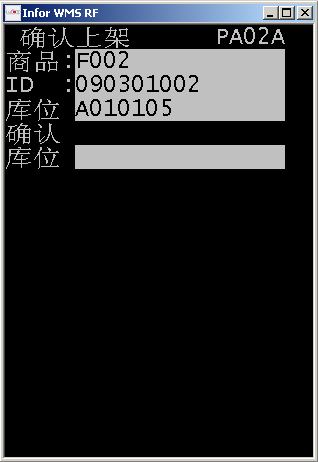 Infor WMS RF
确认上架 PA02A
商品:F002
ID :090301002
库位 A010105
确认
库位